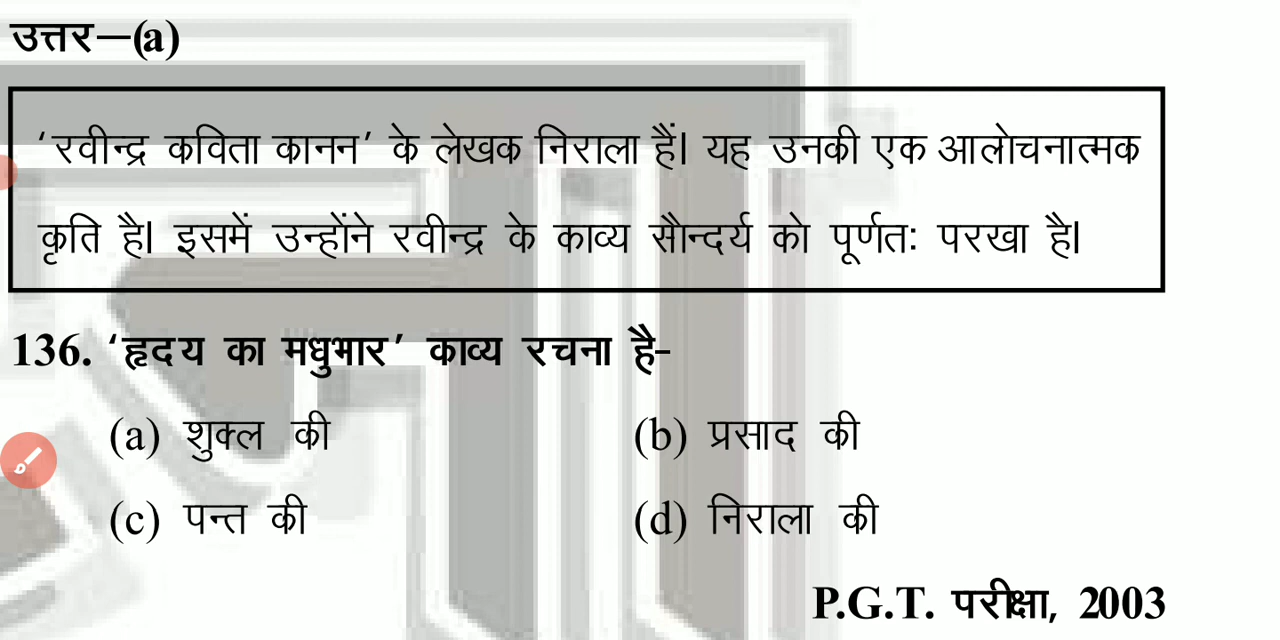 उत्तर—(a)
‘रवीन्द्र कविता कानन’ के लेखक निराला हैं। यह उनकी एक आलोचनात्मक
कृति है। इसमें उन्होंने रवीन्द्र के काव्य सौन्दर्य को पूर्णतः परखा है।
136. ‘हृदय का मधुभार’ काव्य रचना है-
(a) शुक्ल की (b) प्रसाद की
(c) पन्त की (d) निराला की
P.G.T. परीक्षा, 2003